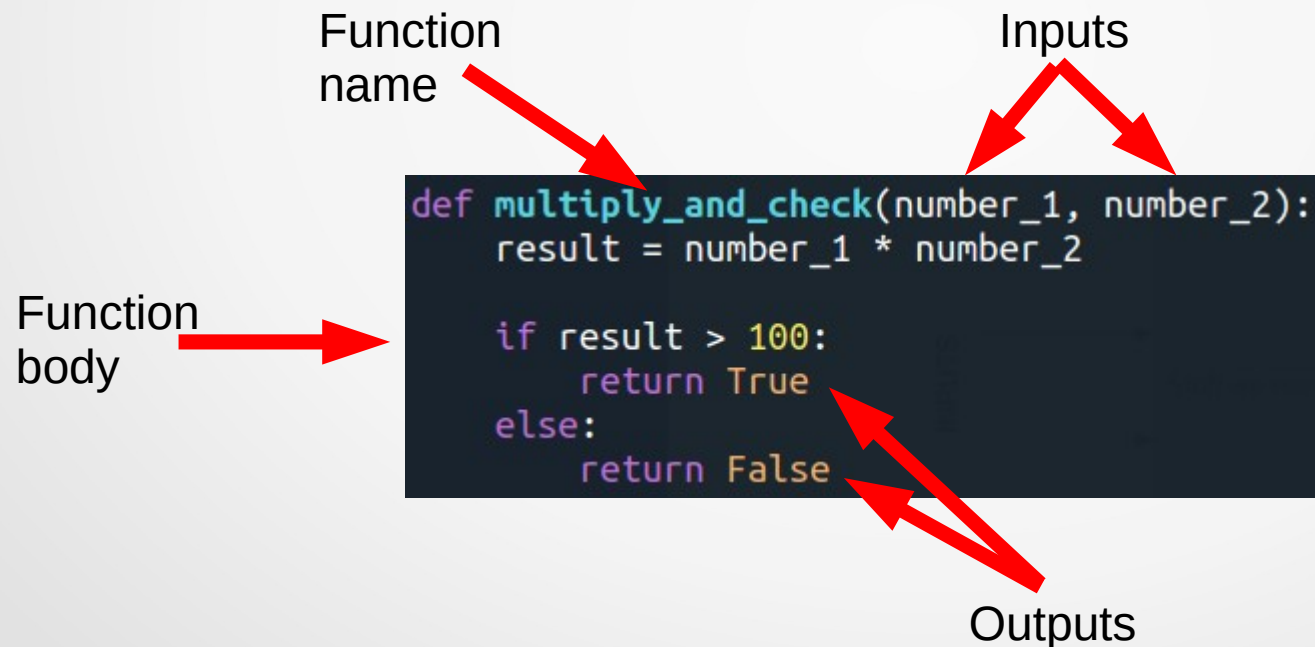 Function
name
Inputs
def multiply_and_check(number_1, number_2):
    result = number_1 * number_2
Function
body
    if result > 100:
        return True
    else:
        return False
Outputs